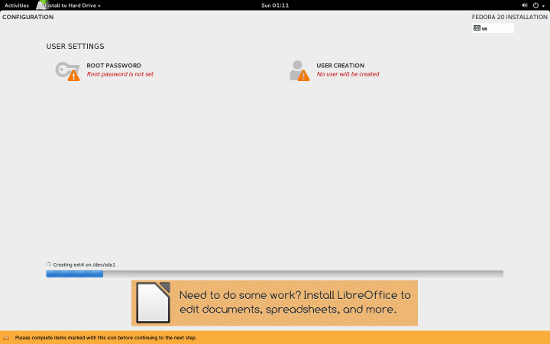 Activities
Install to Hard Drive
Sun 01:11
CONFIGURATION
FEDORA 20 INSTALLATION
us
USER SETTINGS
ROOT PASSWORD
Root password is not set
USER CREATION
No user will be created
Creating ext4 on /dev/sda1
Need to do some work? Install LibreOffice to
edit documents, spreadsheets, and more.
Please complete items marked with this icon before continuing to the next step.